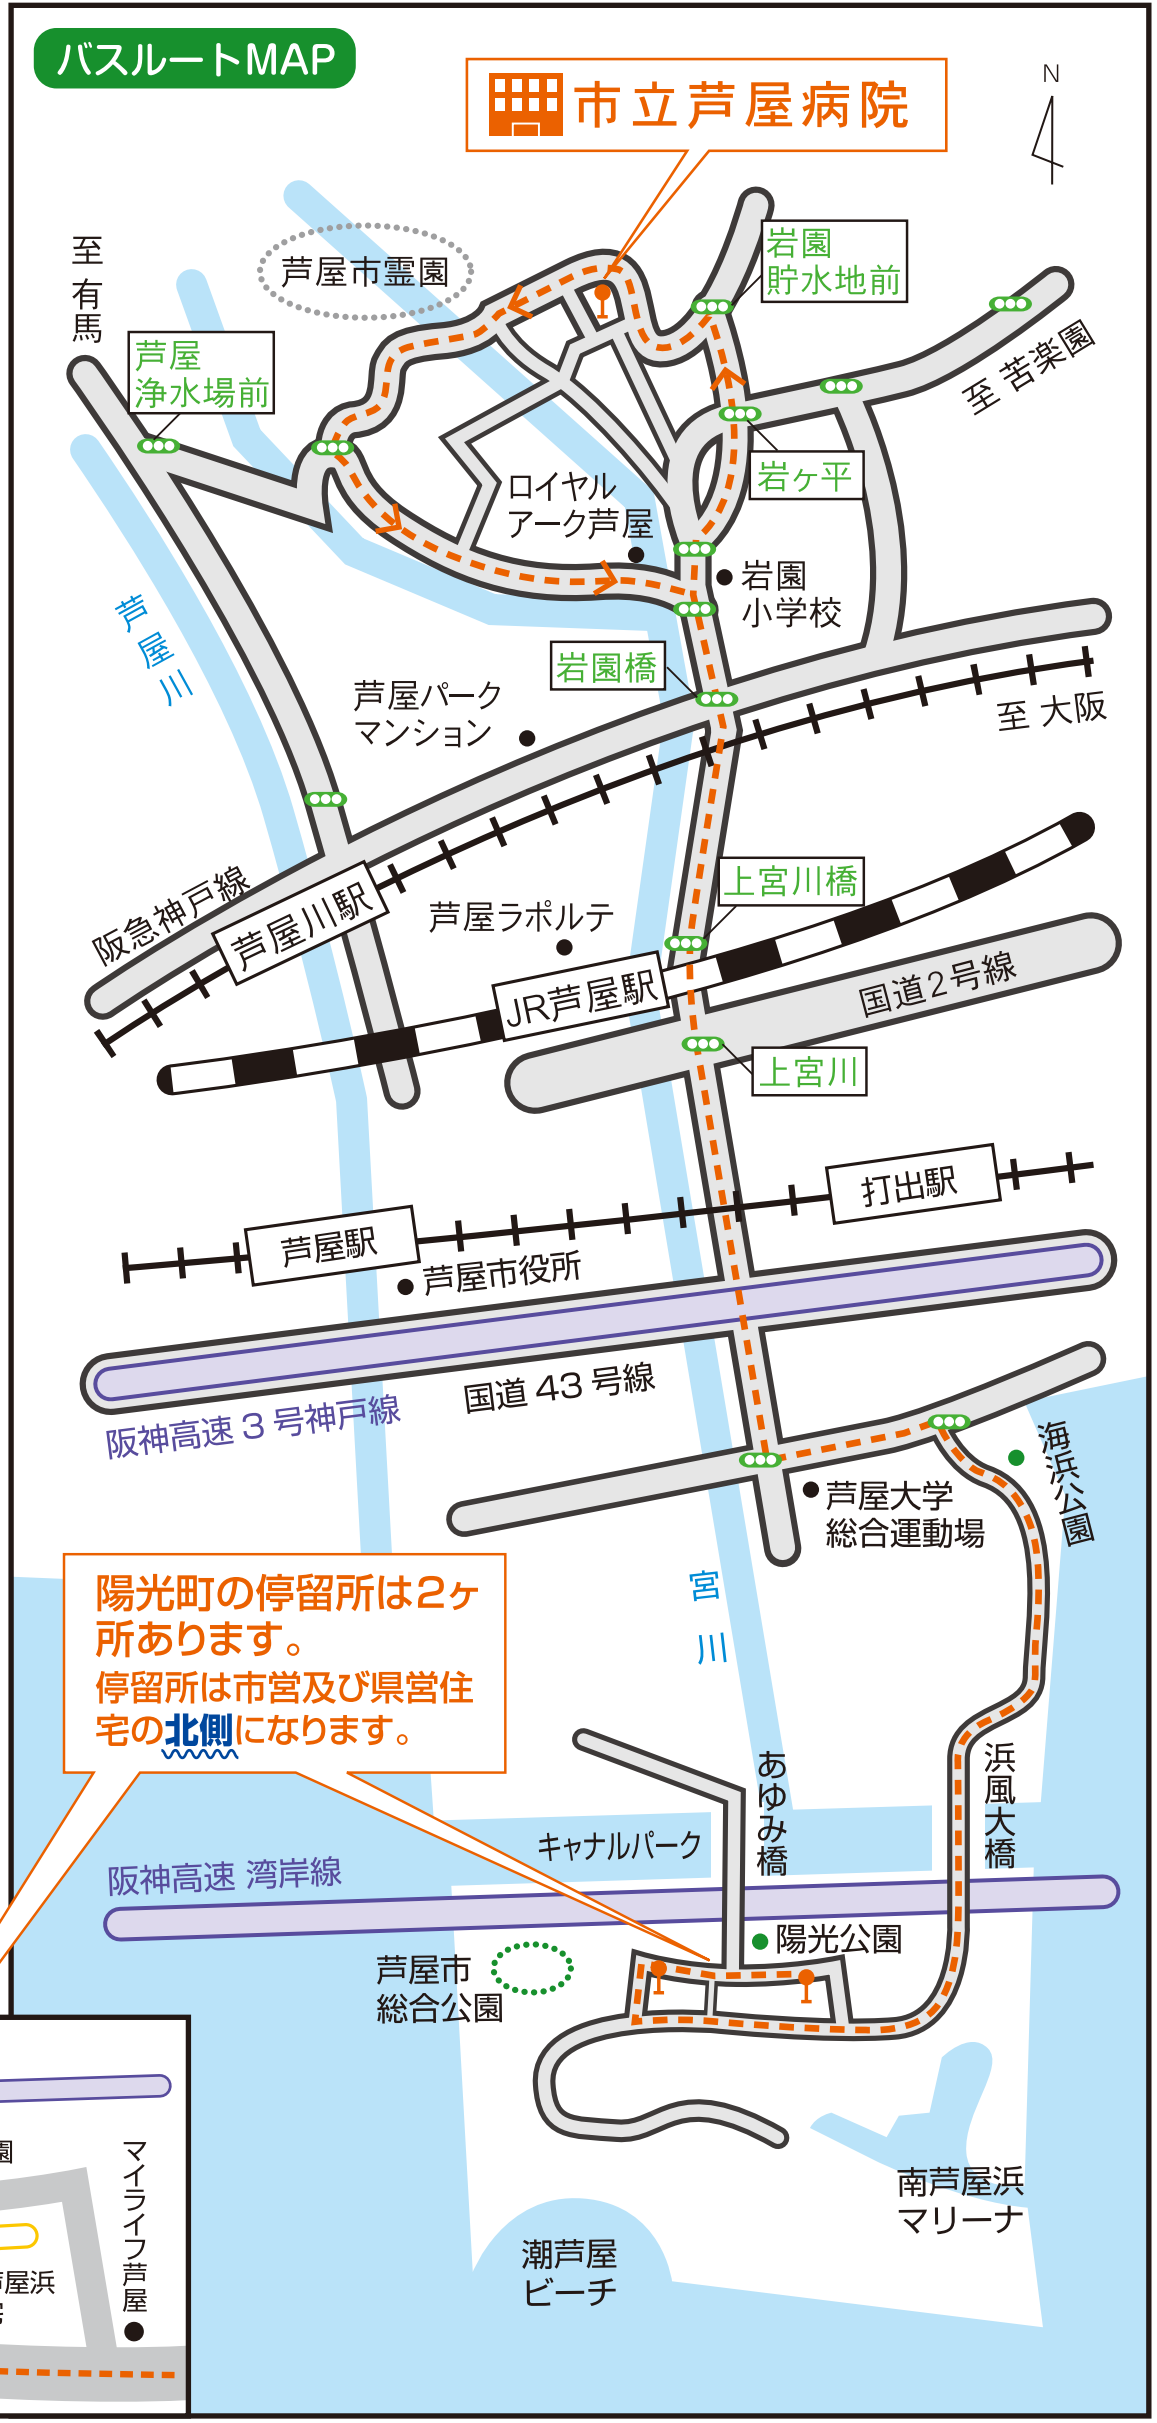 バスルートMAP
市立芦屋病院
N
至 有馬
芦屋市霊園
岩園
貯水地前
芦屋
浄水場前
至 苦楽園
岩ヶ平
ロイヤル
アーク芦屋
岩園
小学校
芦屋川
岩園橋
芦屋パーク
マンション
至 大阪
阪急神戸線
芦屋川駅
上宮川橋
芦屋ラポルテ
JR芦屋駅
国道2号線
上宮川
打出駅
芦屋駅
芦屋市役所
国道 43 号線
阪神高速 3 号神戸線
海浜公園
芦屋大学
総合運動場
陽光町の停留所は2ヶ
所あります。
停留所は市営及び県営住
宅の北側になります。
宮川
あゆみ橋
浜風大橋
キャナルパーク
阪神高速 湾岸線
陽光公園
芦屋市
総合公園
南芦屋浜
マリーナ
潮芦屋
ビーチ
園
マイライフ芦屋
屋浜